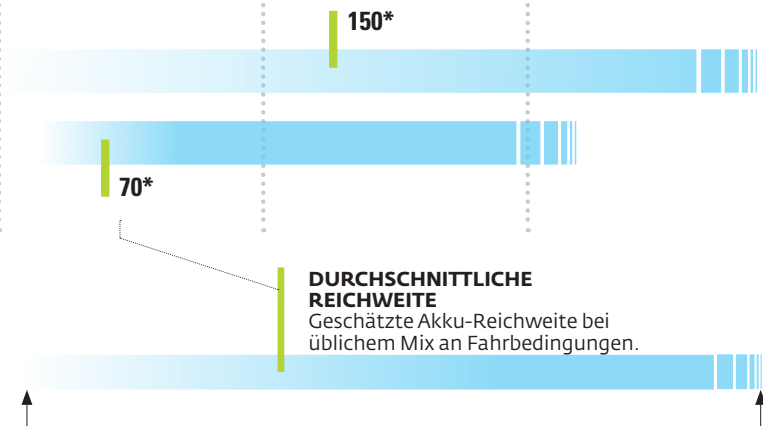 150*
70*
DURCHSCHNITTLICHE
REICHWEITE
Geschätzte Akku-Reichweite bei
üblichem Mix an Fahrbedingungen.